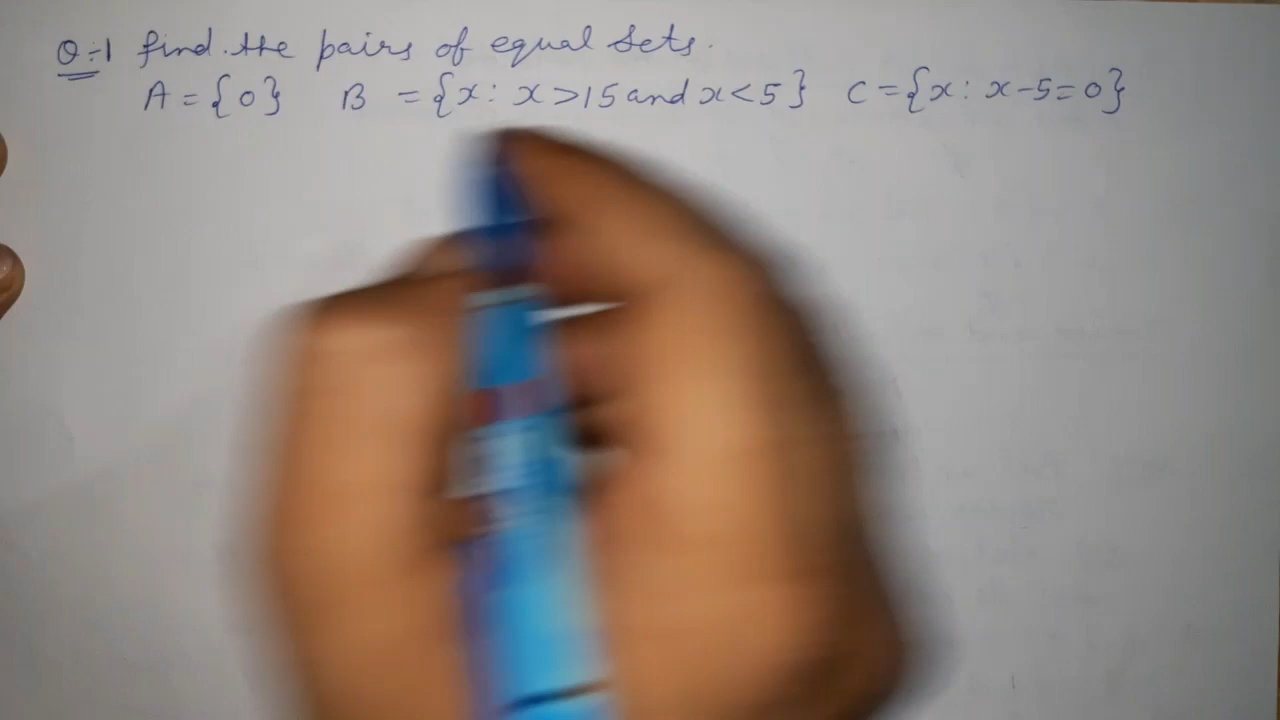 Q:-1 find the pairs of equal sets.
A = {0} B = {x: x>15 and x<5} C = {x: x-5=0}